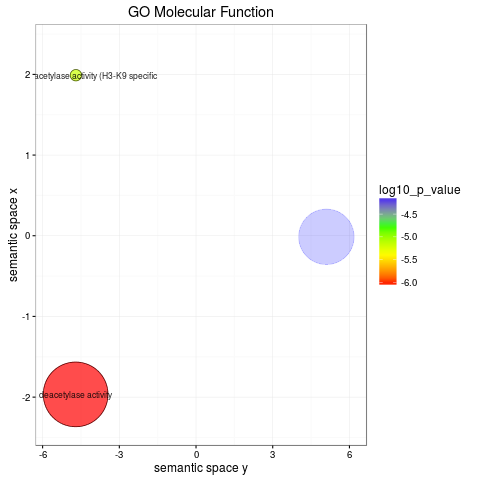 GO Molecular Function
acetylase activity (H3-K9 specific
deacetylase activity
2
1
0
-1
-2
-6
-3
0
3
6
semantic space x
semantic space y
log10_p_value
-4.5
-5.0
-5.5
-6.0